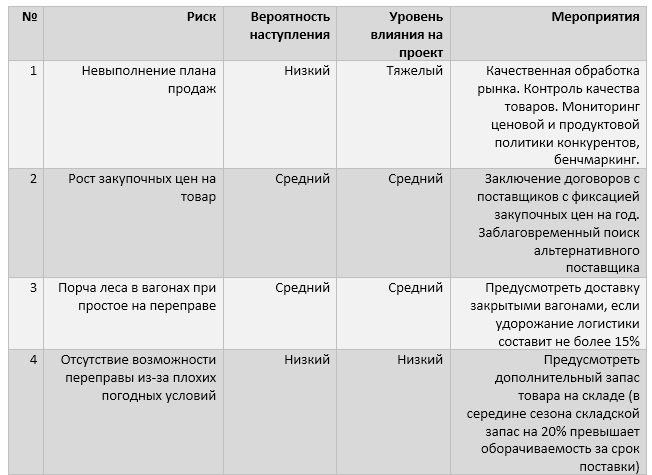 № Риск Вероятность наступления Уровень влияния на проект Мероприятия
1 Невыполнение плана продаж Низкий Тяжелый Качественная обработка
рынка. Контроль качества
товаров. Мониторинг
ценовой и продуктовой
политики конкурентов,
бенчмаркинг.
2 Рост закупочных цен на товар Средний Средний Заключение договоров с
поставщиков с фиксацией
закупочных цен на год.
Заблаговременный поиск
альтернативного
поставщика
3 Порча леса в вагонах при простое на переправе Средний Средний Предусмотреть доставку
закрытыми вагонами, если
удорожание логистики
составит не более 15%
4 Отсутствие возможности переправы из-за плохих погодных условий Низкий Низкий Предусмотреть
дополнительный запас
товара на складе (в
середине сезона складской
запас на 20% превышает
оборачиваемость за срок
поставки)